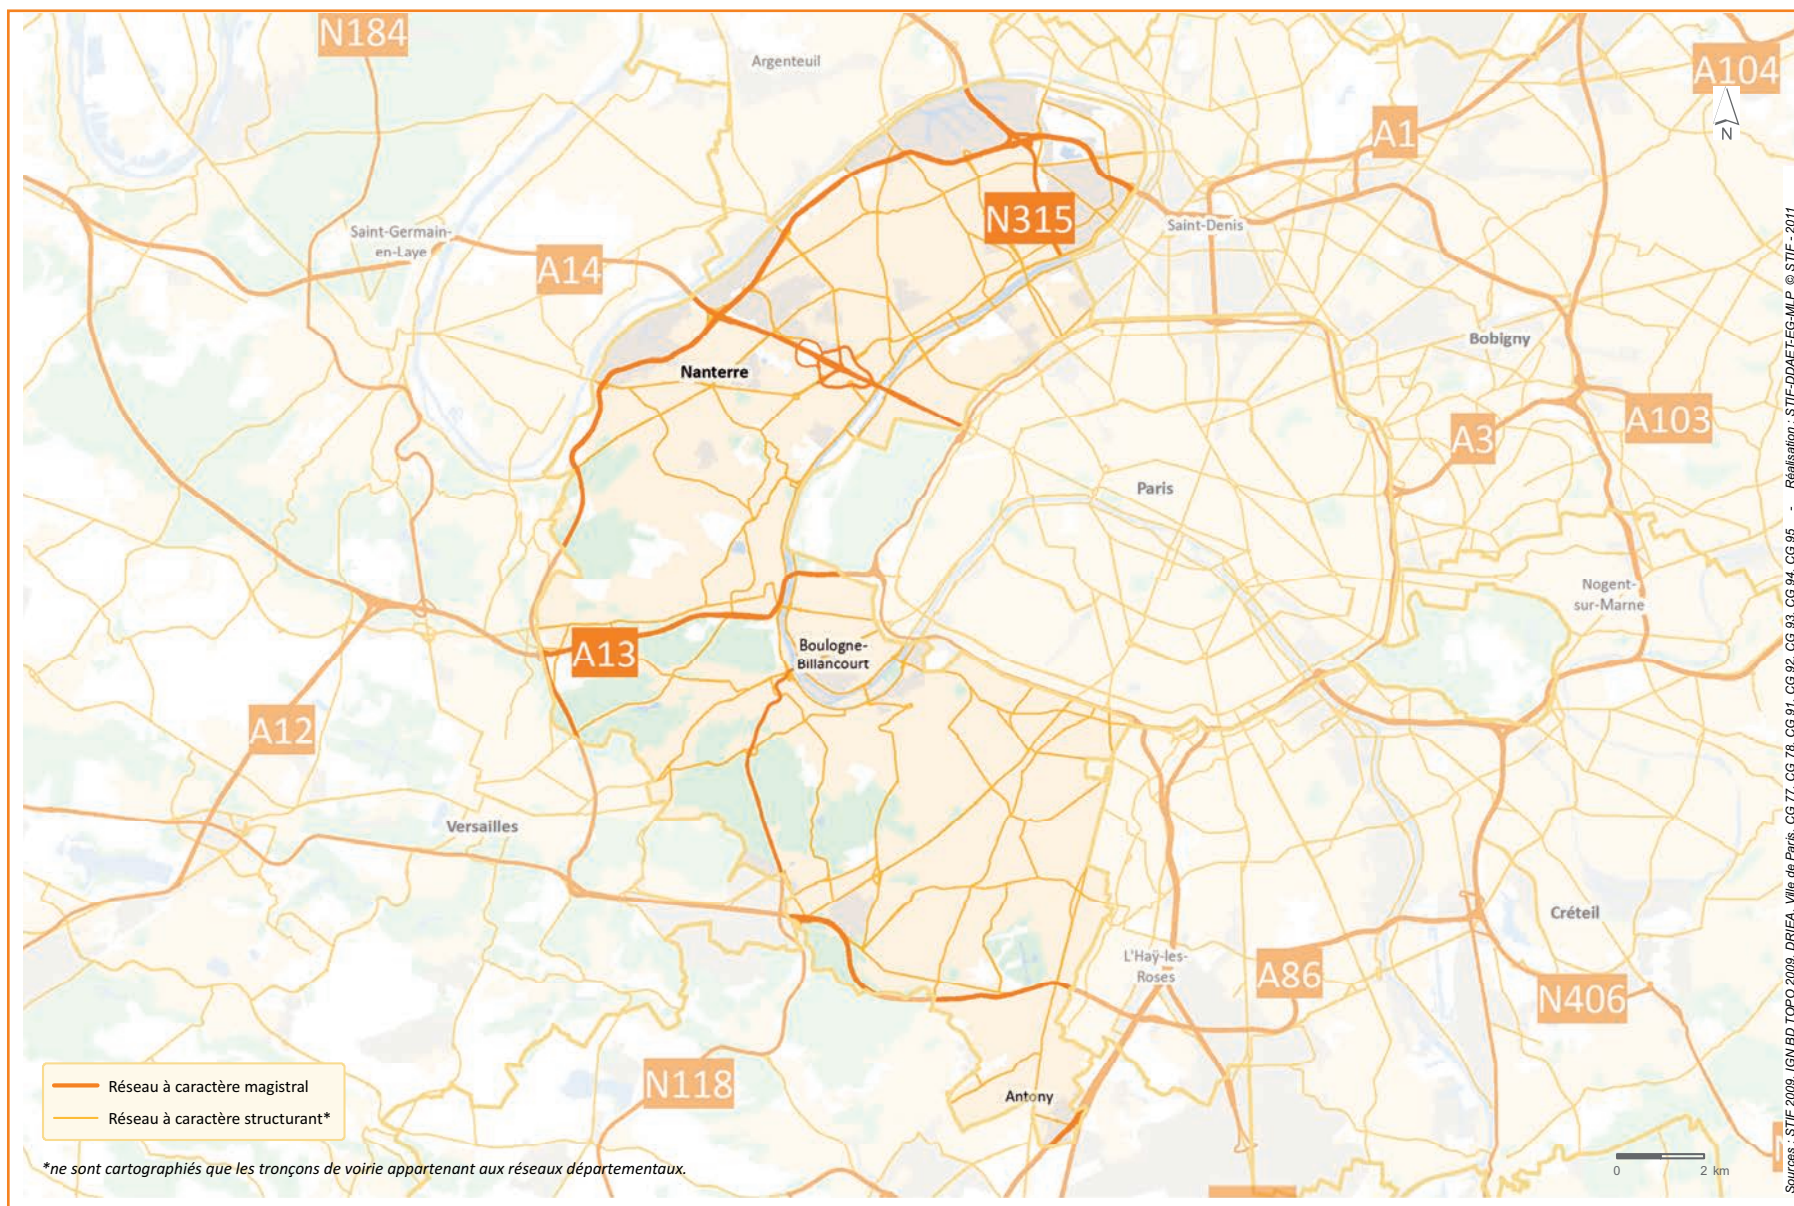 N184
Argenteuil
A104
A1
N
N315
Saint-Denis
Saint-Germain-
en-Laye
A14
Bobigny
Nanterre
A103
A3
Paris
Nogent-
sur-Marne
Boulogne-
Billancourt
A13
A12
Versailles
Créteil
L'Haÿ-les-
Roses
A86
N406
N118
Antony
Réseau à caractère magistral
Réseau à caractère structurant*
*ne sont cartographiés que les tronçons de voirie appartenant aux réseaux départementaux.
0 2 km
Sources : STIF 2009, IGN BD TOPO 2009, DRIEA, Ville de Paris, CG 77, CG 78, CG 91, CG 92, CG 93, CG 94, CG 95 - Réalisation : STIF-DDAET-EG-MLP © STIF - 2011